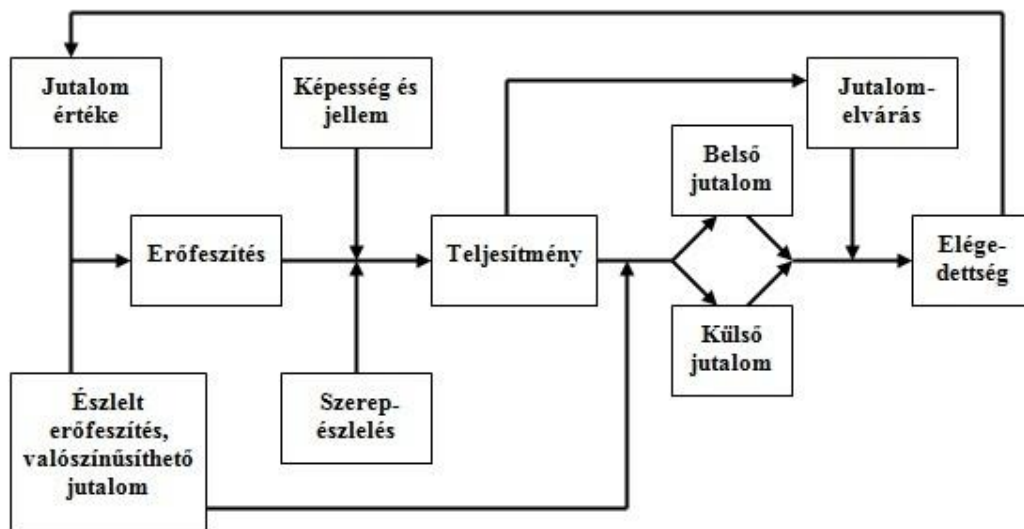 Jutalom
értéke
Képesség és
jellem
Jutalom-
elvárás
Belső
jutalom
Erőfeszítés
Teljesítmény
Elége-
dettség
Külső
jutalom
Észlelt
erőfeszítés,
valószínűsíthető
jutalom
Szerep-
észlelés